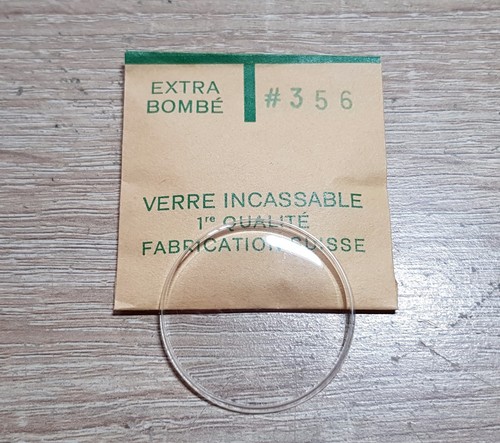 EXTRA
BOMBÉ
#356
VERRE INCASSABLE
1re QUALITÉ
FABRICATION SUISSE